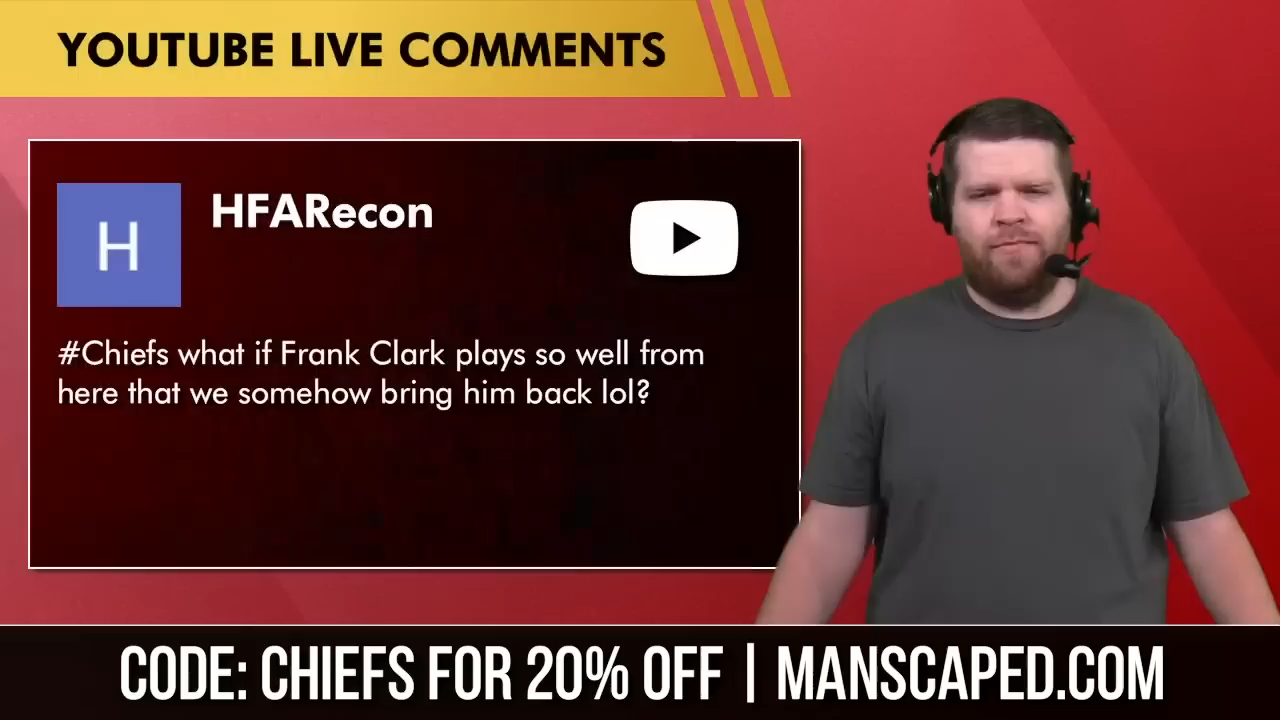 YOUTUBE LIVE COMMENTS
H
HFARecon
#Chiefs what if Frank Clark plays so well from
here that we somehow bring him back lol?
CODE: CHIEFS FOR 20% OFF | MANSCAPED.COM